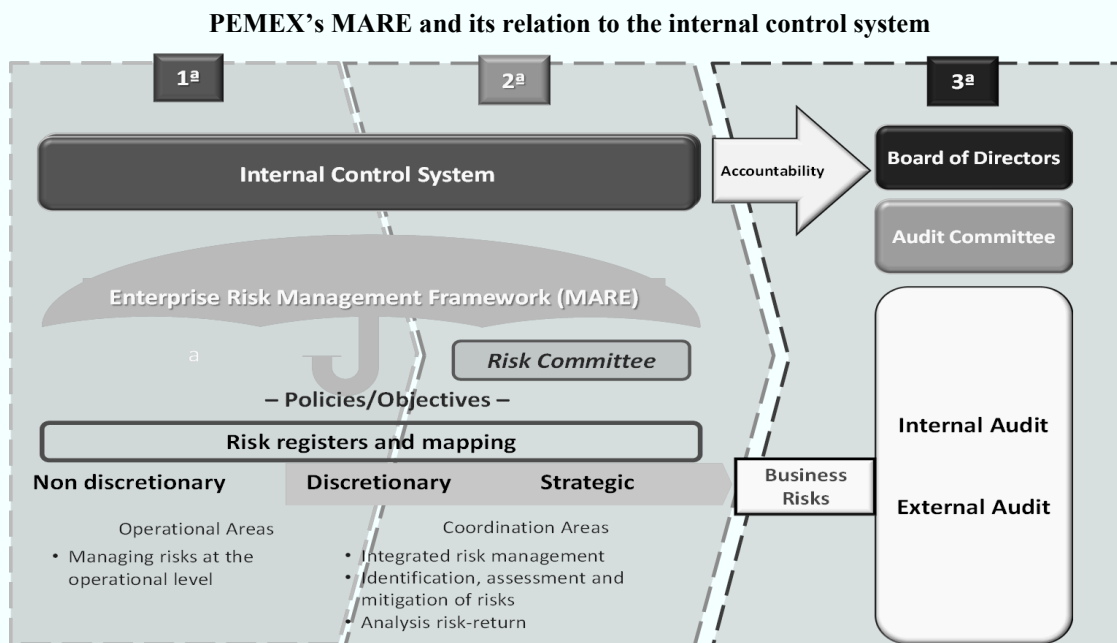 PEMEX's MARE and its relation to the internal control system
1ª
2ª
3ª
Internal Control System
Accountability
Board of Directors
Audit Committee
Enterprise Risk Management Framework (MARE)
a
Risk Committee
– Policies/Objectives –
Risk registers and mapping
Non discretionary
Discretionary
Strategic
Business
Risks
Internal Audit
External Audit
Operational Areas
• Managing risks at the
operational level
Coordination Areas
• Integrated risk management
• Identification, assessment and
mitigation of risks
• Analysis risk-return